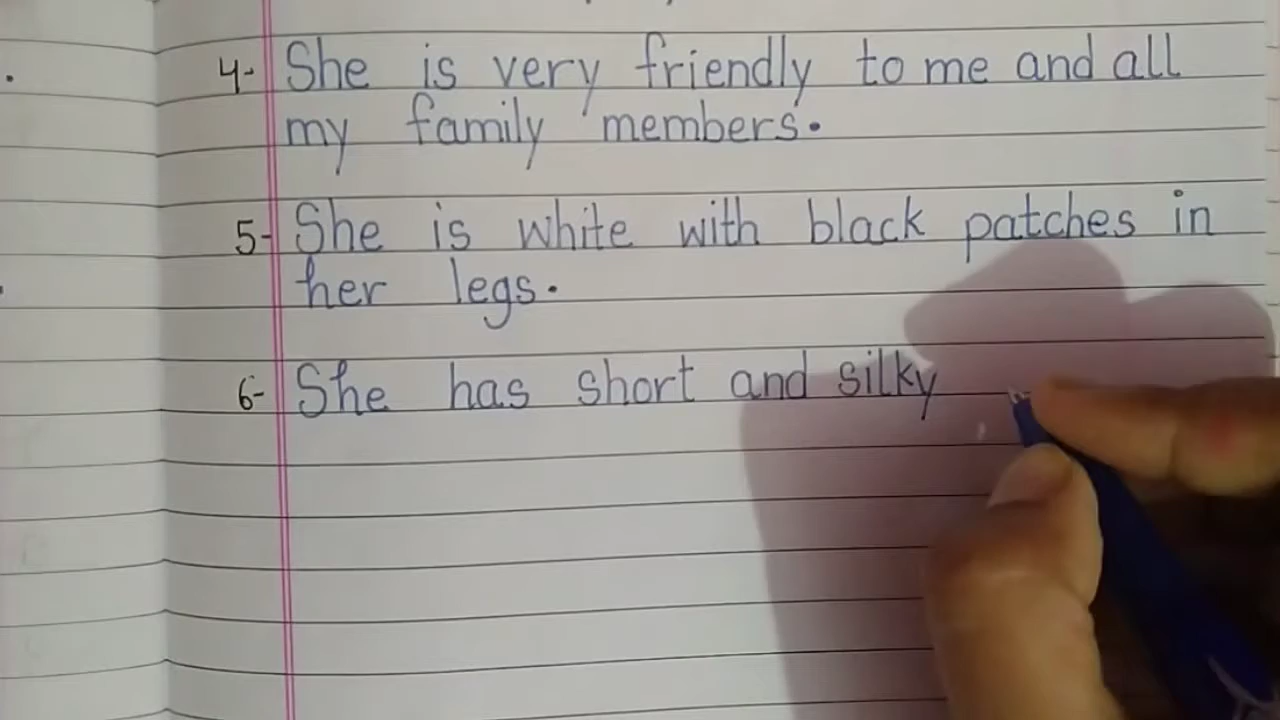 4- She is very friendly to me and all
my family members.
5- She is white with black patches in
her legs.
6- She has short and silky